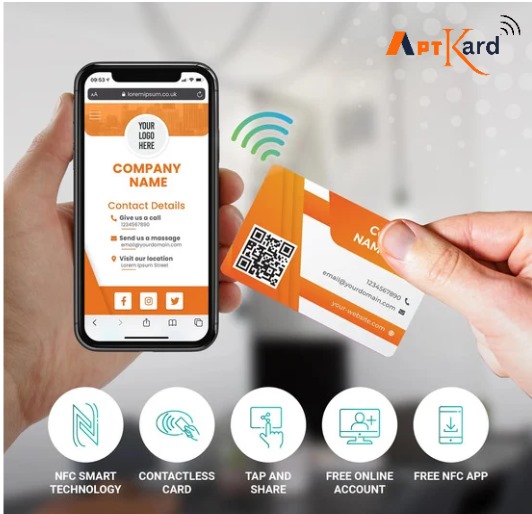 AptKard
09:53
AA loremipsum.co.uk
YOUR
LOGO
HERE
COMPANY
NAME
Contact Details
Give us a call
1234567890
Send us a massage
email@yourdomain.com
Visit our location
Lorem Ipsum Street
1234567890
email@yourdomain.com
your-website.com
NFC SMART
TECHNOLOGY
CONTACTLESS
CARD
TAP AND
SHARE
FREE ONLINE
ACCOUNT
FREE NFC APP